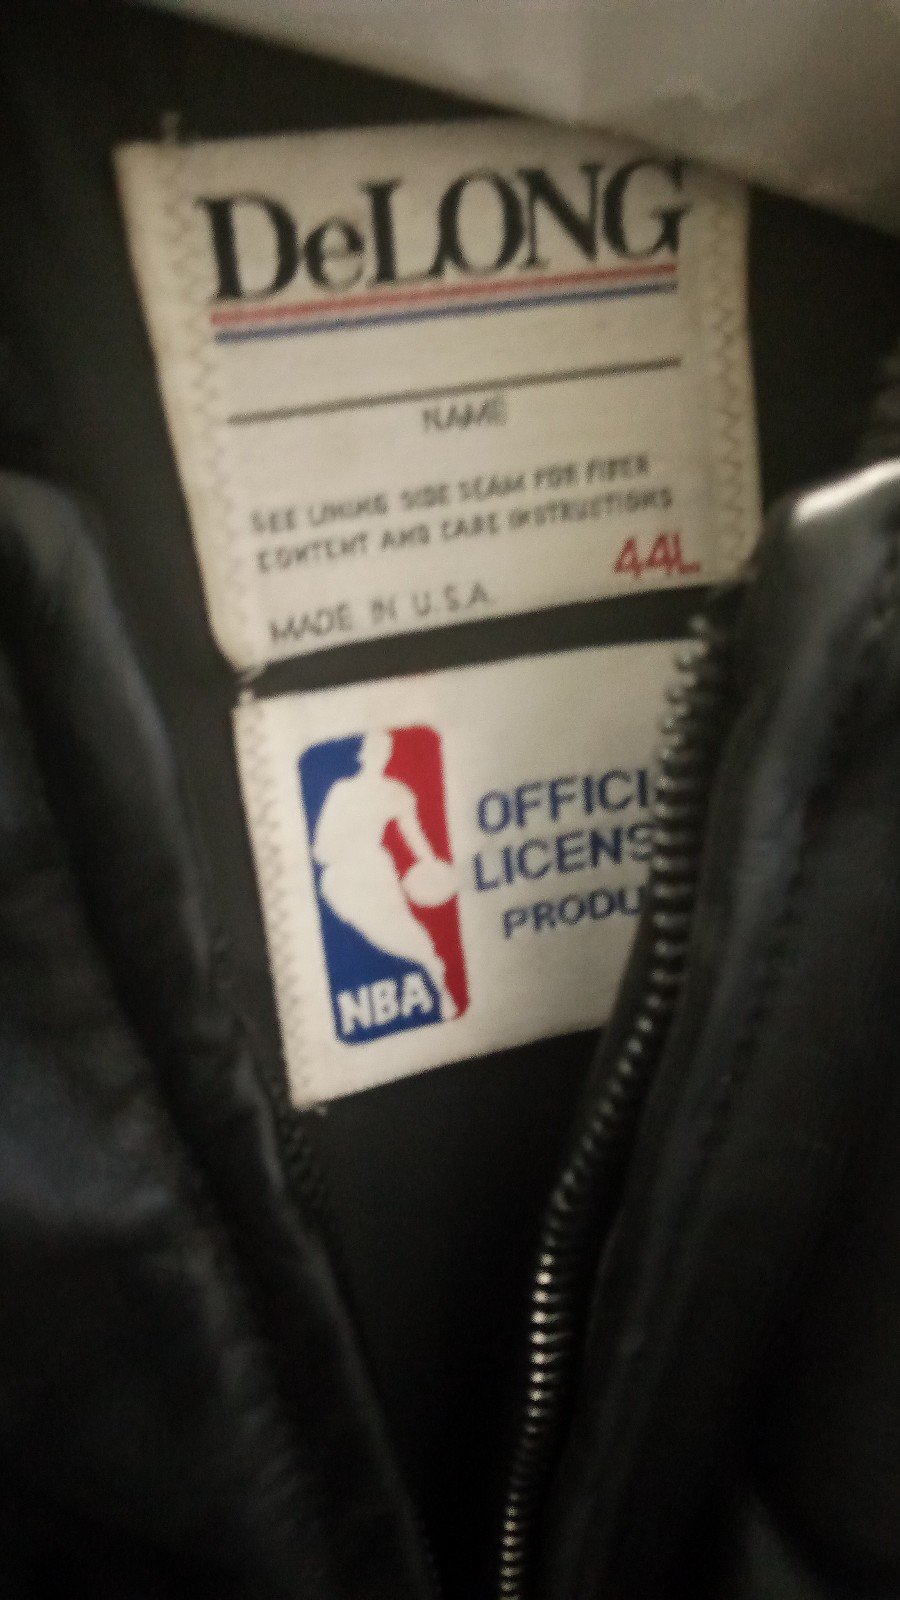 DeLONG
NAME
SEE LINING SIDE SEAM FOR FIBER
CONTENT AND CARE INSTRUCTIONS
44L
MADE IN U.S.A.
OFFICI
LICENS
PRODU
NBA